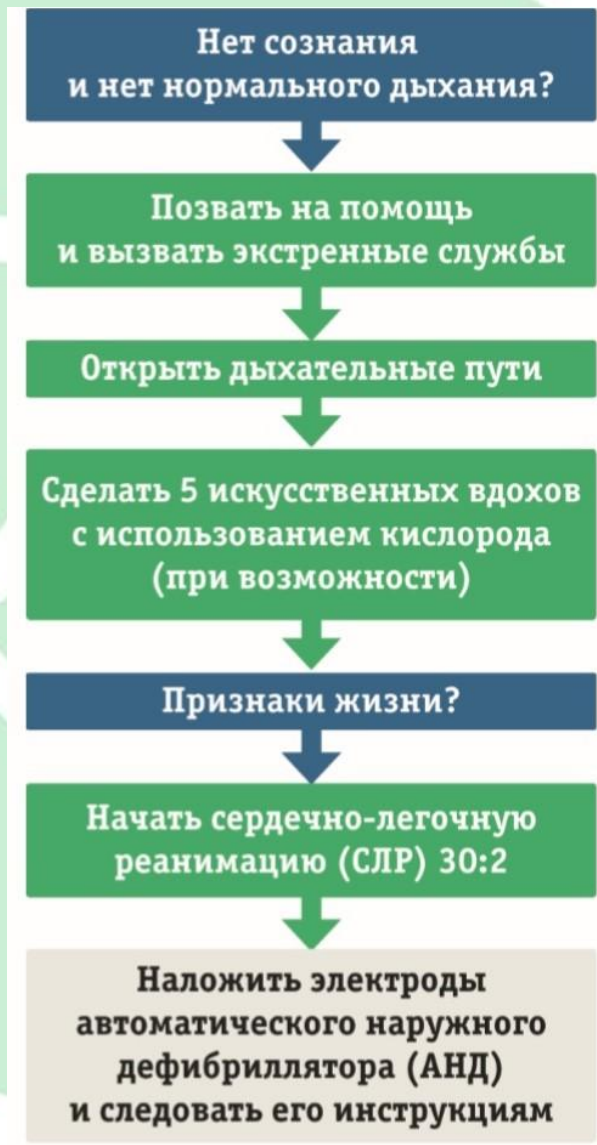 Нет сознания
и нет нормального дыхания?
Позвать на помощь
и вызвать экстренные службы
Открыть дыхательные пути
Сделать 5 искусственных вдохов
с использованием кислорода
(при возможности)
Признаки жизни?
Начать сердечно-легочную
реанимацию (СЛР) 30:2
Наложить электроды
автоматического наружного
дефибриллятора (АНД)
и следовать его инструкциям